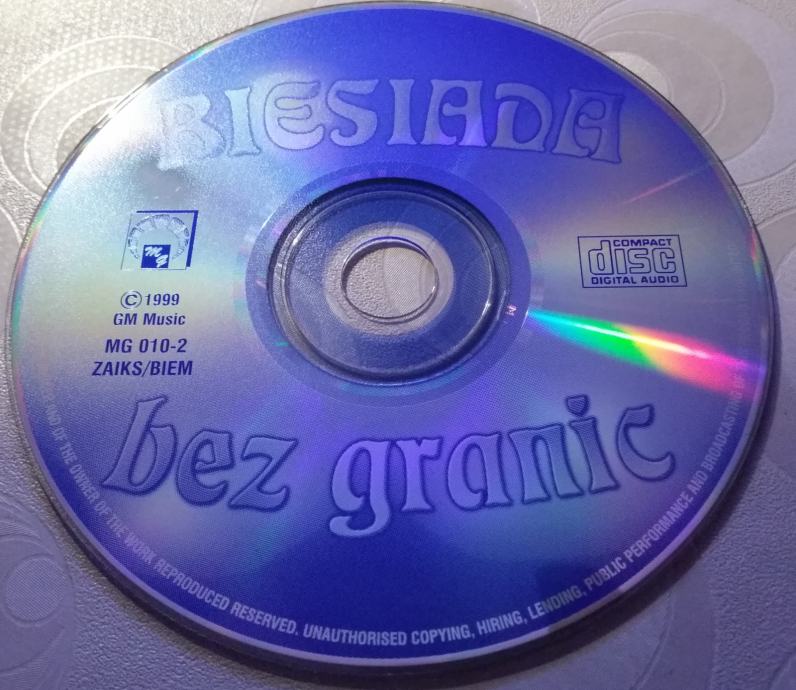 BIESIADA
MG
COMPACT
disc
DIGITAL AUDIO
Ⓒ 1999
GM Music
MG 010-2
ZAIKS/BIEM
bez granic
AND OF THE OWNER OF THE WORK REPRODUCED RESERVED. UNAUTHORISED COPYING, HIRING, LENDING, PUBLIC PERFORMANCE AND BROADCASTING